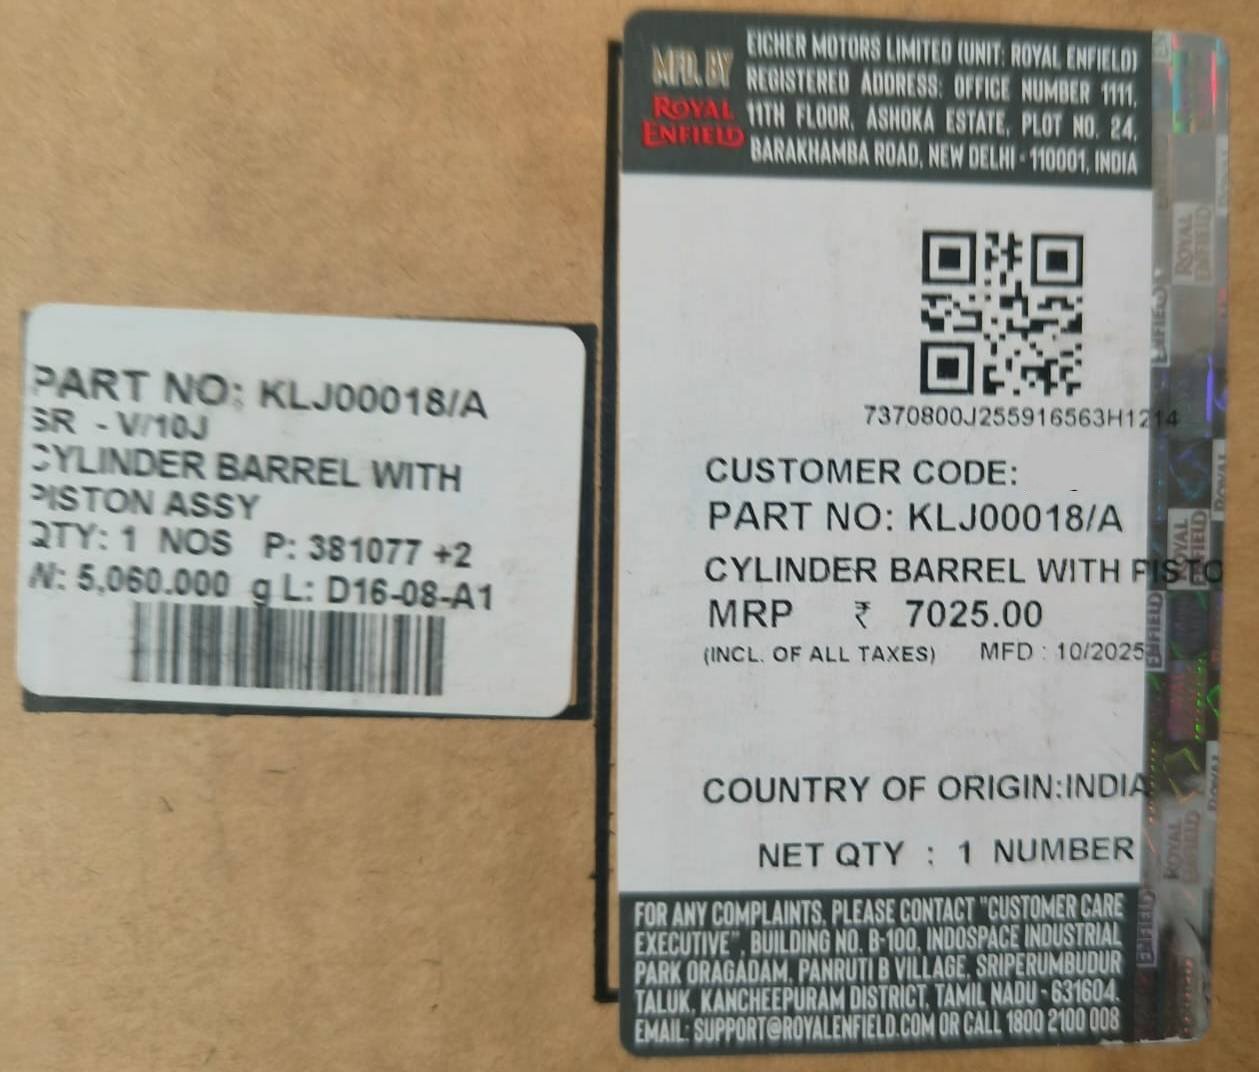 PART NO: KLJ00018/A
SR - V/10J
CYLINDER BARREL WITH
PISTON ASSY
QTY: 1 NOS P: 381077 +2
W: 5,060.000 g L: D16-08-A1
MFD. BY
ROYAL
ENFIELD
EICHER MOTORS LIMITED (UNIT: ROYAL ENFIELD)
REGISTERED ADDRESS: OFFICE NUMBER 1111,
11TH FLOOR, ASHOKA ESTATE, PLOT NO. 24,
BARAKHAMBA ROAD, NEW DELHI - 110001, INDIA
7370800J255916563H1214
CUSTOMER CODE:
PART NO: KLJ00018/A
CYLINDER BARREL WITH PISTO
MRP ₹ 7025.00
(INCL. OF ALL TAXES) MFD : 10/2025
COUNTRY OF ORIGIN:INDIA
NET QTY : 1 NUMBER
FOR ANY COMPLAINTS, PLEASE CONTACT "CUSTOMER CARE
EXECUTIVE", BUILDING NO. B-100, INDOSPACE INDUSTRIAL
PARK ORAGADAM, PANRUTI B VILLAGE, SRIPERUMBUDUR
TALUK, KANCHEEPURAM DISTRICT, TAMIL NADU - 631604.
EMAIL: SUPPORT@ROYALENFIELD.COM OR CALL 1800 2100 008
ROYAL
ENFIELD